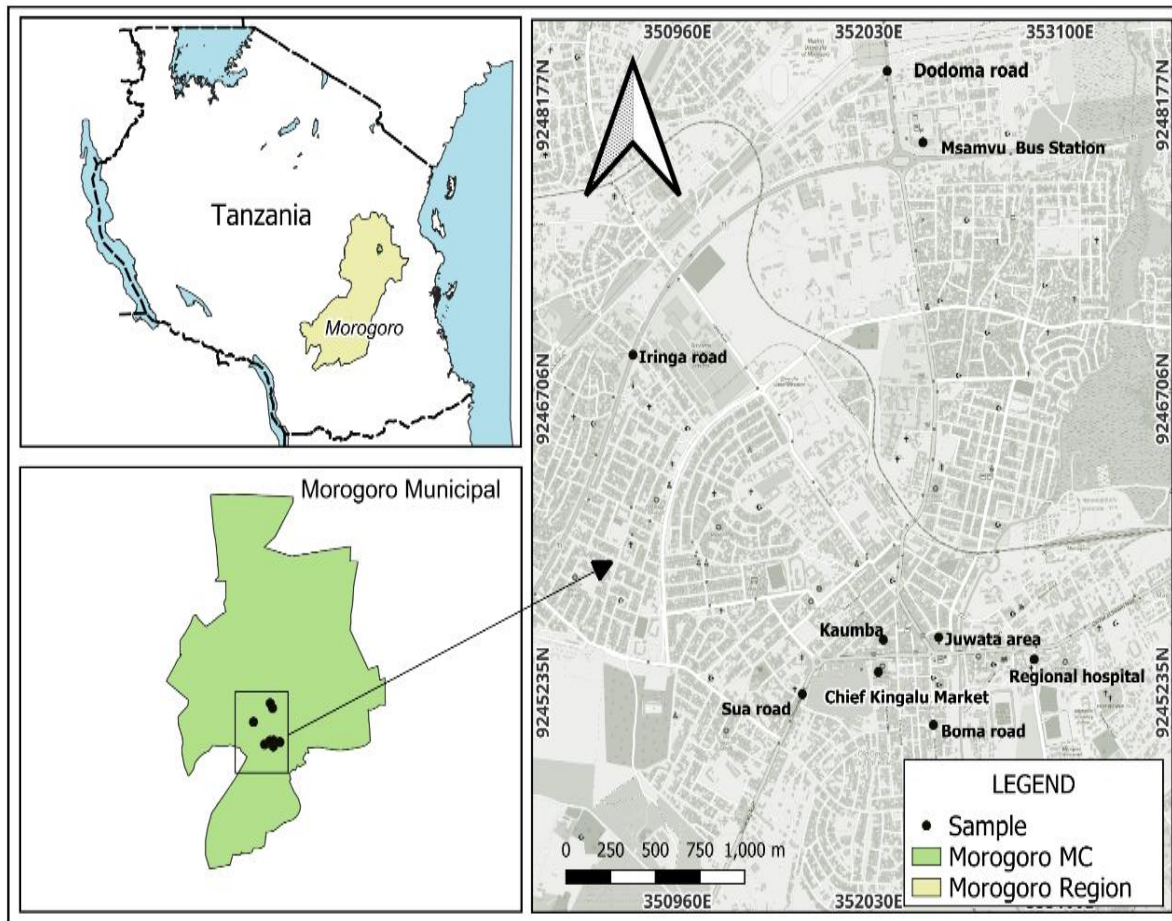 Tanzania
Morogoro
Morogoro Municipal
350960E
352030E
353100E
9248177N
9248177N
Dodoma road
Msamvu Bus Station
Iringa road
9246706N
9246706N
Kaumba
Juwata area
Regional hospital
Chief Kingalu Market
Sua road
Boma road
9245235N
9245235N
LEGEND
Sample
Morogoro MC
Morogoro Region
0 250 500 750 1,000 m
350960E
352030E